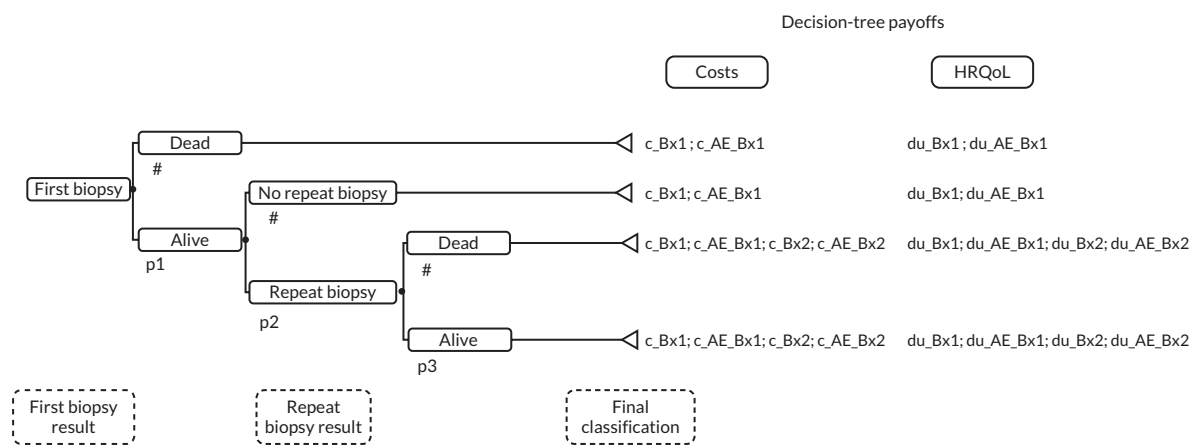 Decision-tree payoffs
Costs
HRQoL
Dead
c_Bx1 ; c_AE_Bx1
du_Bx1 ; du_AE_Bx1
#
First biopsy
No repeat biopsy
c_Bx1; c_AE_Bx1
du_Bx1; du_AE_Bx1
#
Alive
p1
Dead
c_Bx1; c_AE_Bx1; c_Bx2; c_AE_Bx2
du_Bx1; du_AE_Bx1; du_Bx2; du_AE_Bx2
#
Repeat biopsy
p2
Alive
c_Bx1; c_AE_Bx1; c_Bx2; c_AE_Bx2
du_Bx1; du_AE_Bx1; du_Bx2; du_AE_Bx2
p3
First biopsy
result
Repeat
biopsy result
Final
classification